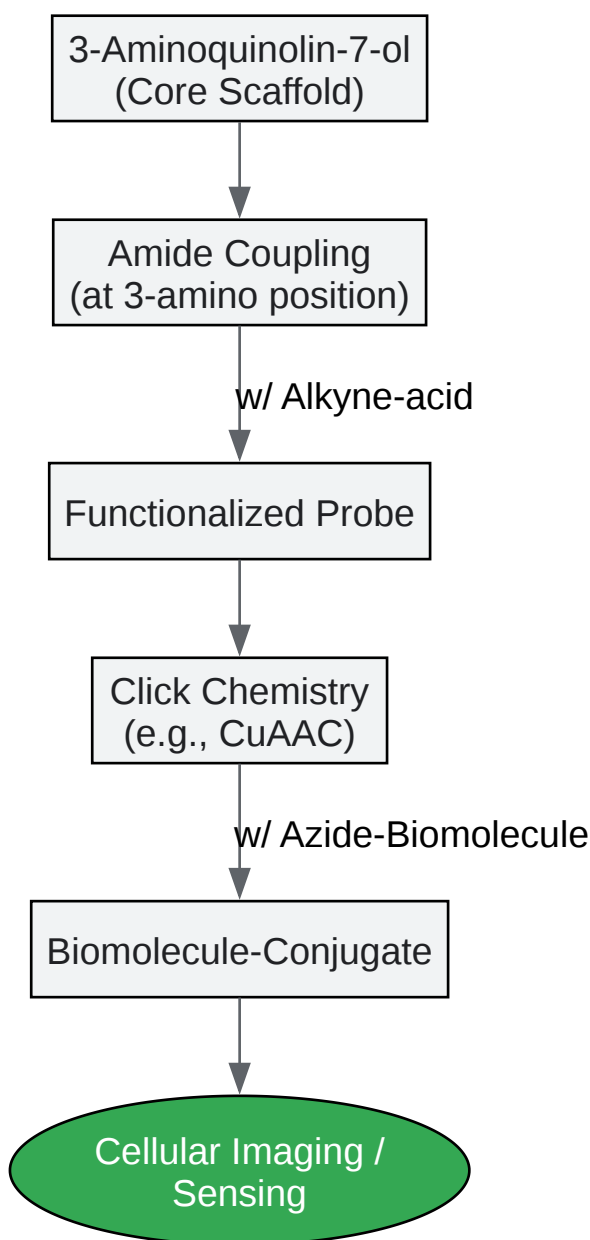 3-Aminoquinolin-7-ol
(Core Scaffold)
Amide Coupling
(at 3-amino position)
w/ Alkyne-acid
Functionalized Probe
Click Chemistry
(e.g., CuAAC)
w/ Azide-Biomolecule
Biomolecule-Conjugate
Cellular Imaging /
Sensing